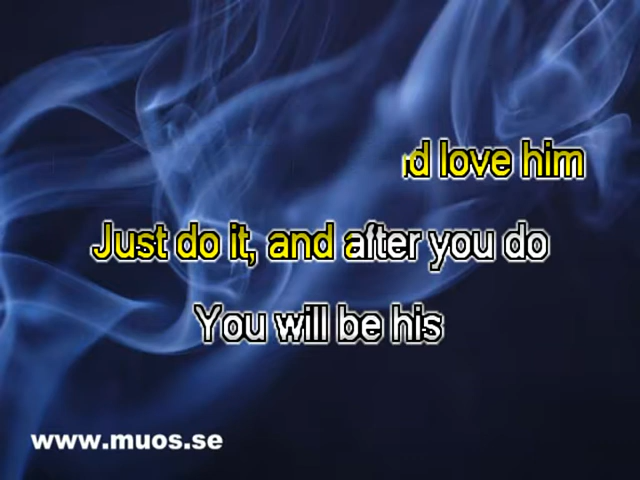 love him
Just do it, and after you do
You will be his
www.muos.se